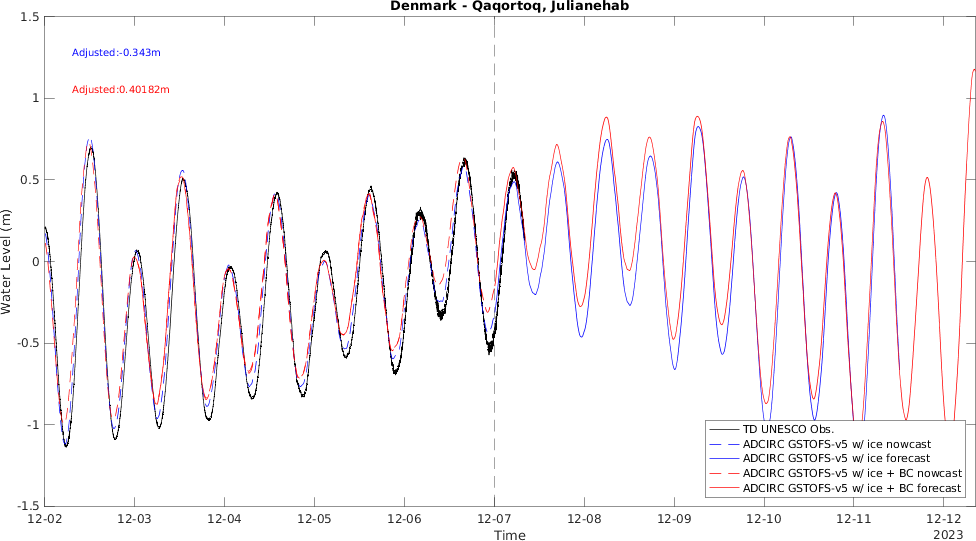 Denmark - Qaqortoq, Julianehab
1.5
Adjusted:-0.343m
Adjusted:0.40182m
1
0.5
0
-0.5
-1
-1.5
Water Level (m)
TD UNESCO Obs.
ADCIRC GSTOFS-v5 w/ ice nowcast
ADCIRC GSTOFS-v5 w/ ice forecast
ADCIRC GSTOFS-v5 w/ ice + BC nowcast
ADCIRC GSTOFS-v5 w/ ice + BC forecast
12-02 12-03 12-04 12-05 12-06 12-07 12-08 12-09 12-10 12-11 12-12
Time
2023